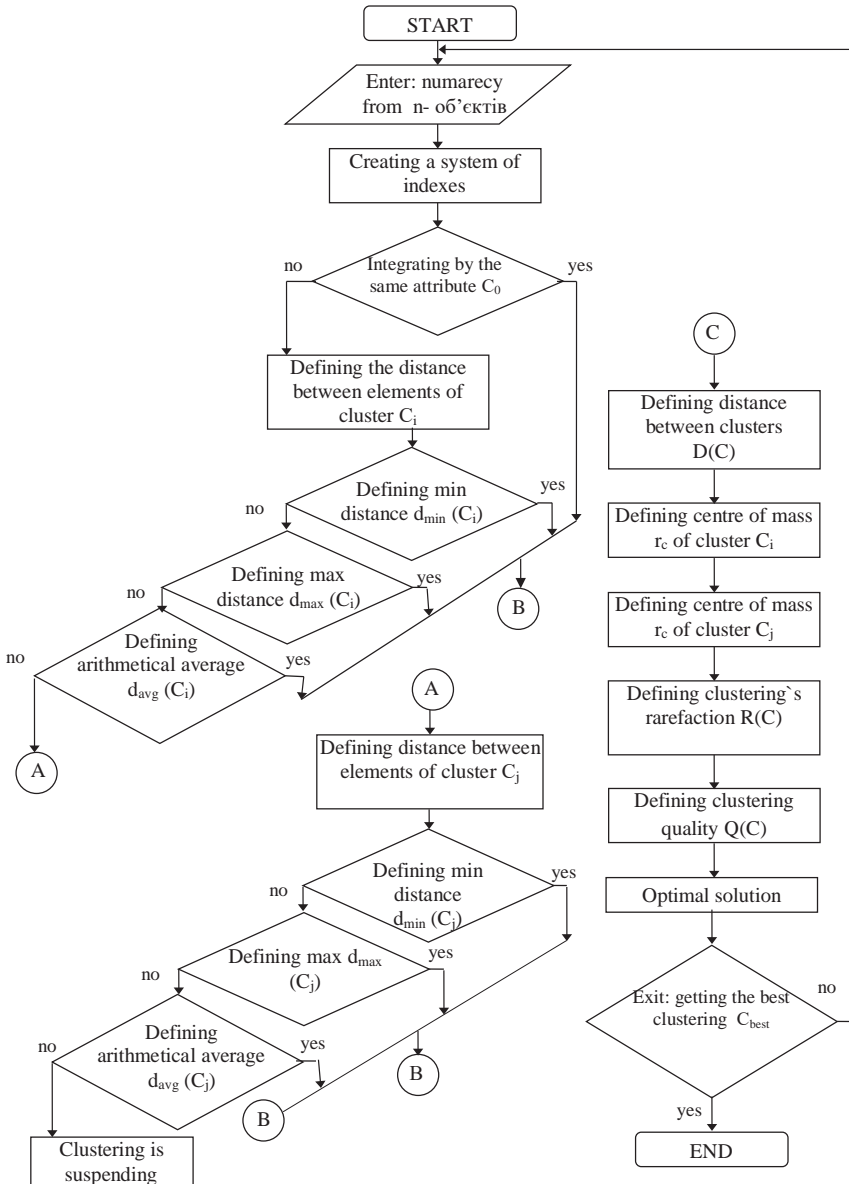 START
Enter: numarecy
from n- об’єктів
Creating a system of
indexes
no
Integrating by the
same attribute C₀
yes
Defining the distance
between elements of
cluster Cᵢ
no
Defining min
distance dₘᵢₙ (Cᵢ)
yes
no
Defining max
distance dₘₐₓ (Cᵢ)
yes
B
no
Defining
arithmetical average
d_avg (Cᵢ)
yes
A
A
Defining distance between
elements of cluster Cⱼ
no
Defining min
distance
dₘᵢₙ (Cⱼ)
yes
no
Defining max dₘₐₓ
(Cⱼ)
yes
no
Defining
arithmetical average
d_avg (Cⱼ)
yes
B
B
Clustering is
suspending
C
Defining distance
between clusters
D(C)
Defining centre of mass
r_c of cluster Cᵢ
Defining centre of mass
r_c of cluster Cⱼ
Defining clustering`s
rarefaction R(C)
Defining clustering
quality Q(C)
Optimal solution
Exit: getting the best
clustering C_best
no
yes
END